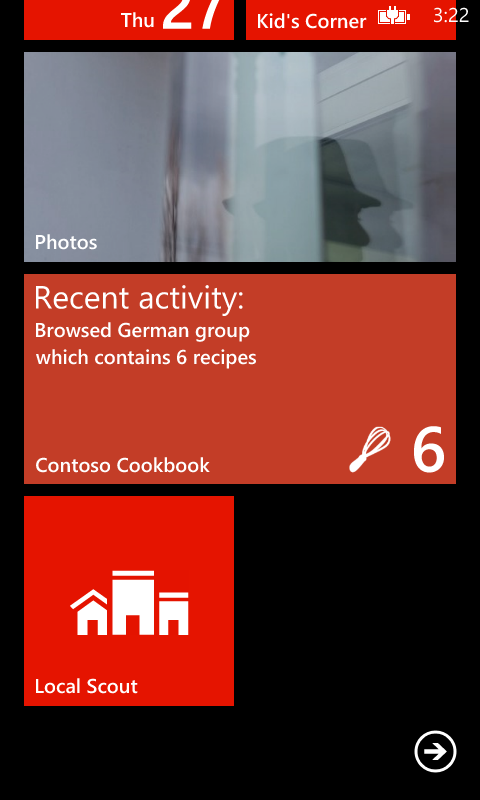 Thu 27
Kid's Corner
3:22
Photos
Recent activity:
Browsed German group
which contains 6 recipes
Contoso Cookbook
6
Local Scout